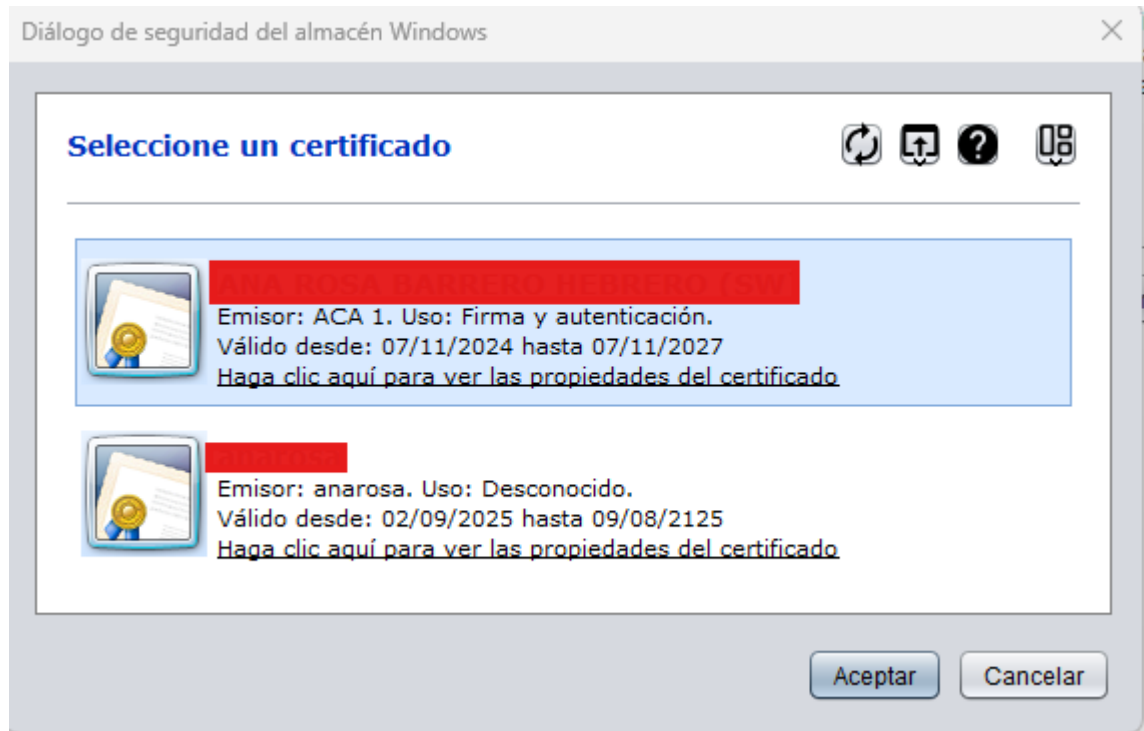 Diálogo de seguridad del almacén Windows
Seleccione un certificado
Emisor: ACA 1. Uso: Firma y autenticación.
Válido desde: 07/11/2024 hasta 07/11/2027
Haga clic aquí para ver las propiedades del certificado
Emisor: anarosa. Uso: Desconocido.
Válido desde: 02/09/2025 hasta 09/08/2125
Haga clic aquí para ver las propiedades del certificado
Aceptar
Cancelar